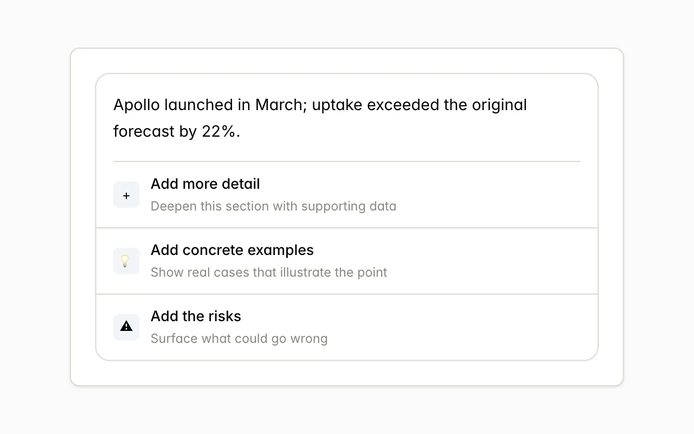 Apollo launched in March; uptake exceeded the original
forecast by 22%.
+
Add more detail
Deepen this section with supporting data
Add concrete examples
Show real cases that illustrate the point
Add the risks
Surface what could go wrong